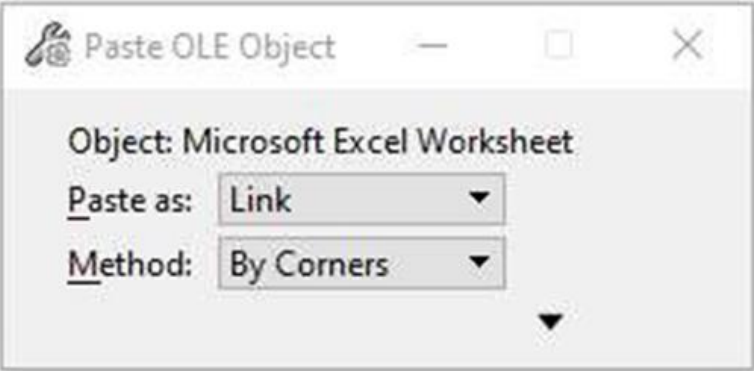 Paste OLE Object
Object: Microsoft Excel Worksheet
Paste as: Link
Method: By Corners